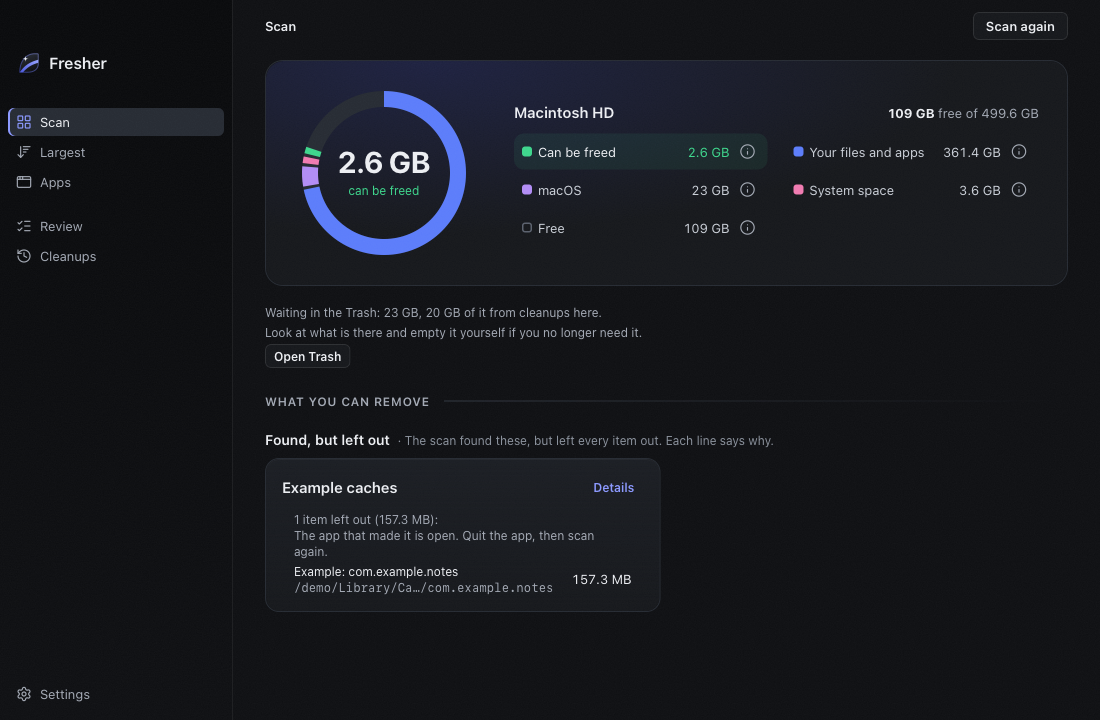 Fresher
Scan
Largest
Apps
Review
Cleanups
Settings
Scan
Scan again
2.6 GB
can be freed
Macintosh HD
109 GB free of 499.6 GB
Can be freed 2.6 GB
Your files and apps 361.4 GB
macOS 23 GB
System space 3.6 GB
Free 109 GB
Waiting in the Trash: 23 GB, 20 GB of it from cleanups here.
Look at what is there and empty it yourself if you no longer need it.
Open Trash
WHAT YOU CAN REMOVE
Found, but left out · The scan found these, but left every item out. Each line says why.
Example caches
Details
1 item left out (157.3 MB):
The app that made it is open. Quit the app, then scan
again.
Example: com.example.notes
/demo/Library/Ca…/com.example.notes
157.3 MB